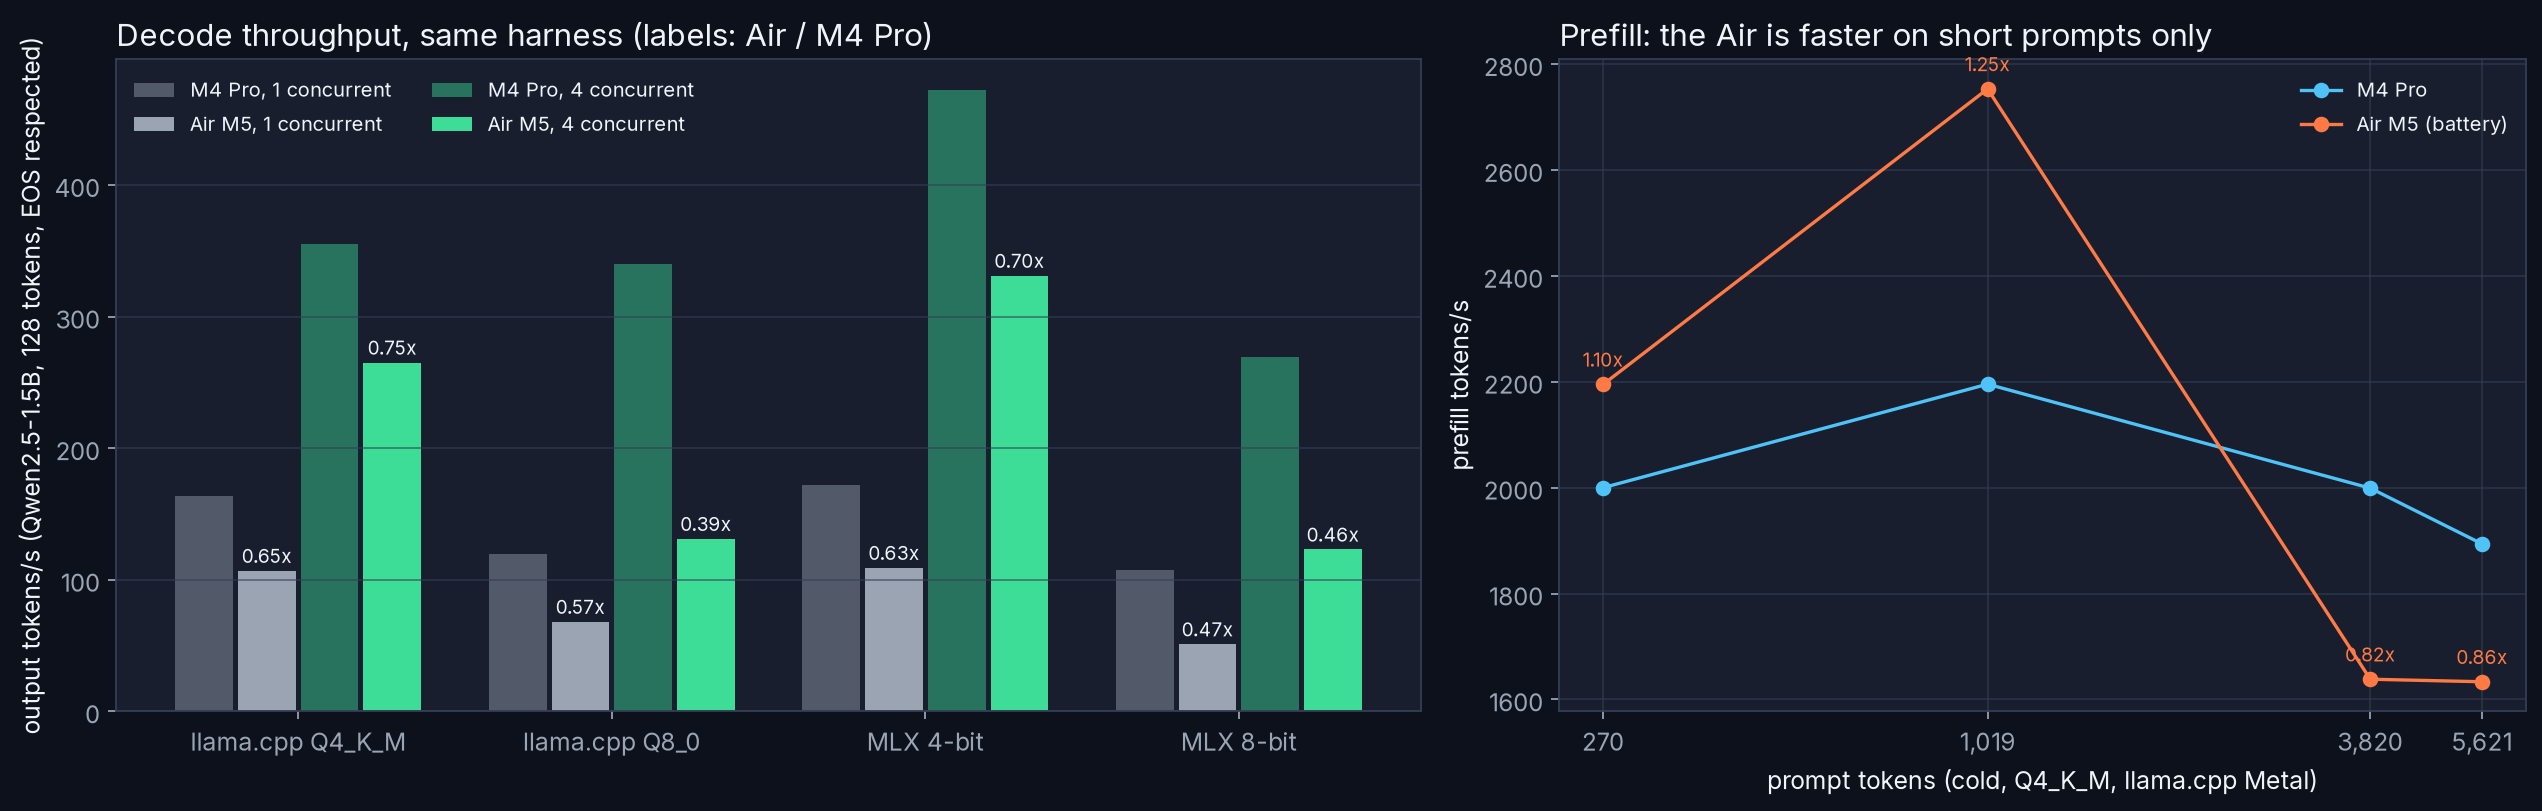 Decode throughput, same harness (labels: Air / M4 Pro)
output tokens/s (Qwen2.5-1.5B, 128 tokens, EOS respected)
M4 Pro, 1 concurrent
Air M5, 1 concurrent
M4 Pro, 4 concurrent
Air M5, 4 concurrent
400
300
200
100
0
0.65x
0.75x
0.57x
0.39x
0.63x
0.70x
0.47x
0.46x
llama.cpp Q4_K_M
llama.cpp Q8_0
MLX 4-bit
MLX 8-bit
Prefill: the Air is faster on short prompts only
prefill tokens/s
M4 Pro
Air M5 (battery)
2800
2600
2400
2200
2000
1800
1600
1.10x
1.25x
0.82x
0.86x
270
1,019
3,820
5,621
prompt tokens (cold, Q4_K_M, llama.cpp Metal)